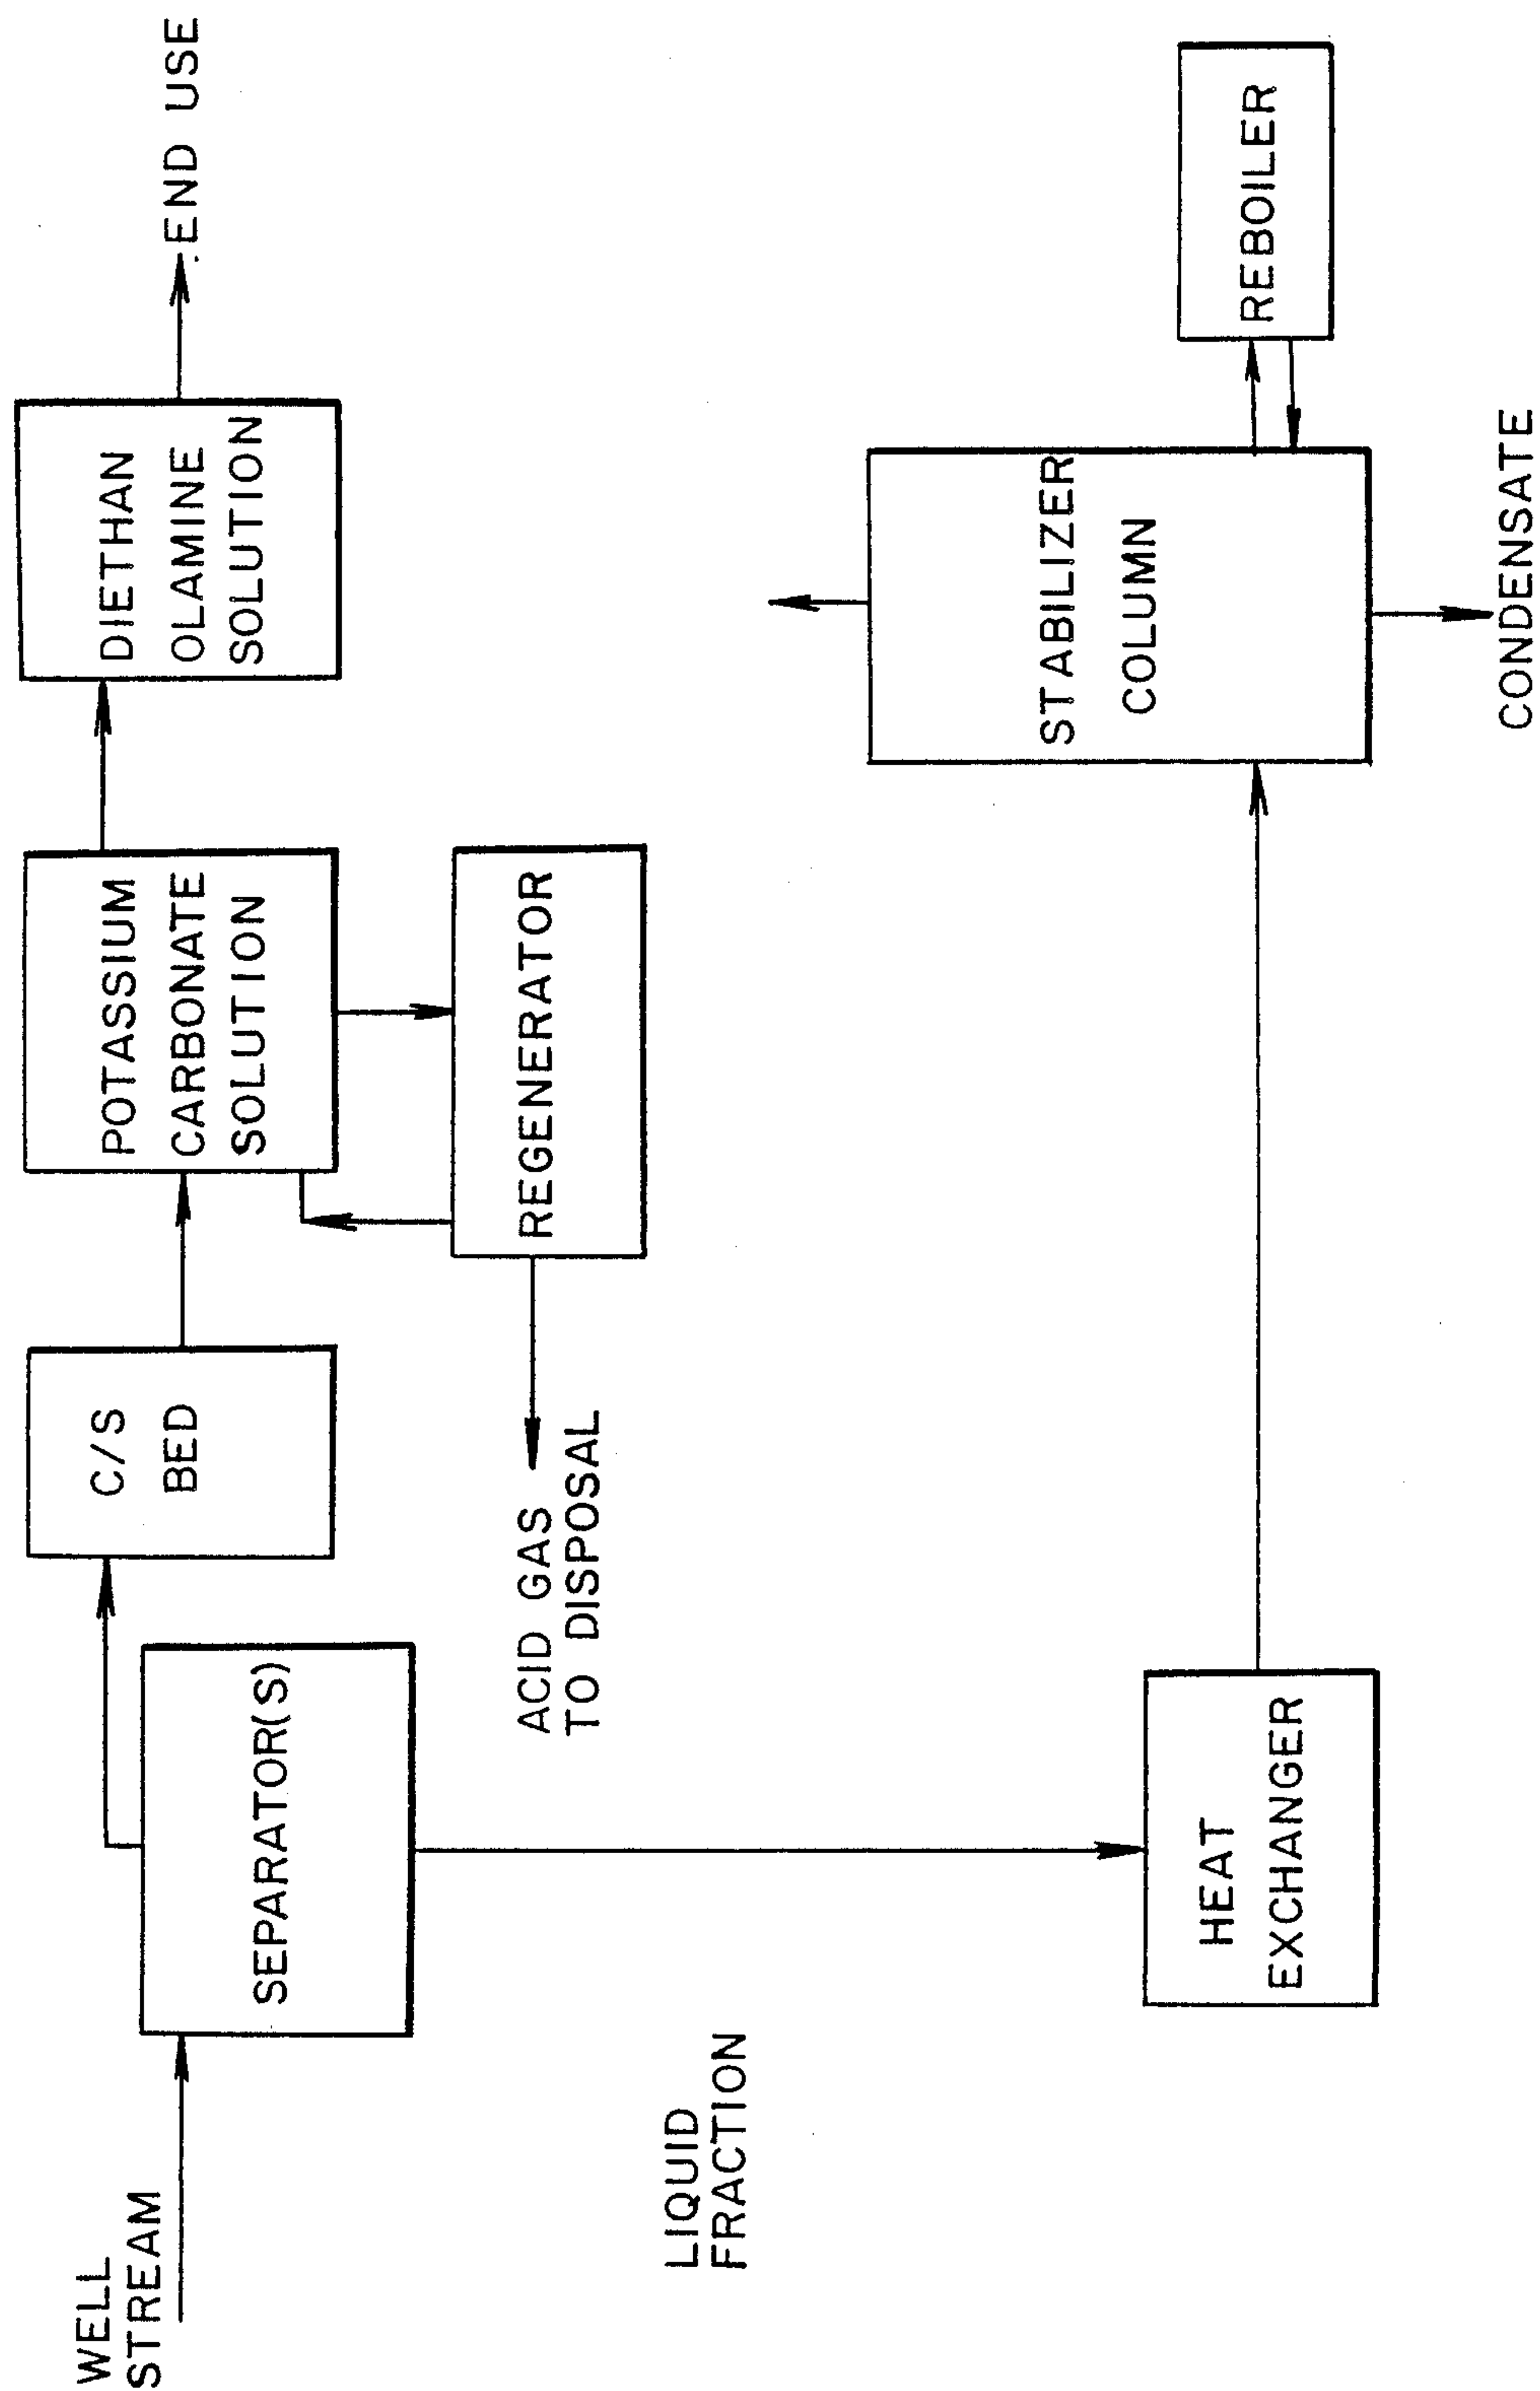 WELL
STREAM
SEPARATOR(S)
C/S
BED
POTASSIUM
CARBONATE
SOLUTION
DIETHAN
OLAMINE
SOLUTION
END USE
REGENERATOR
ACID GAS
TO DISPOSAL
LIQUID
FRACTION
HEAT
EXCHANGER
STABILIZER
COLUMN
REBOILER
CONDENSATE